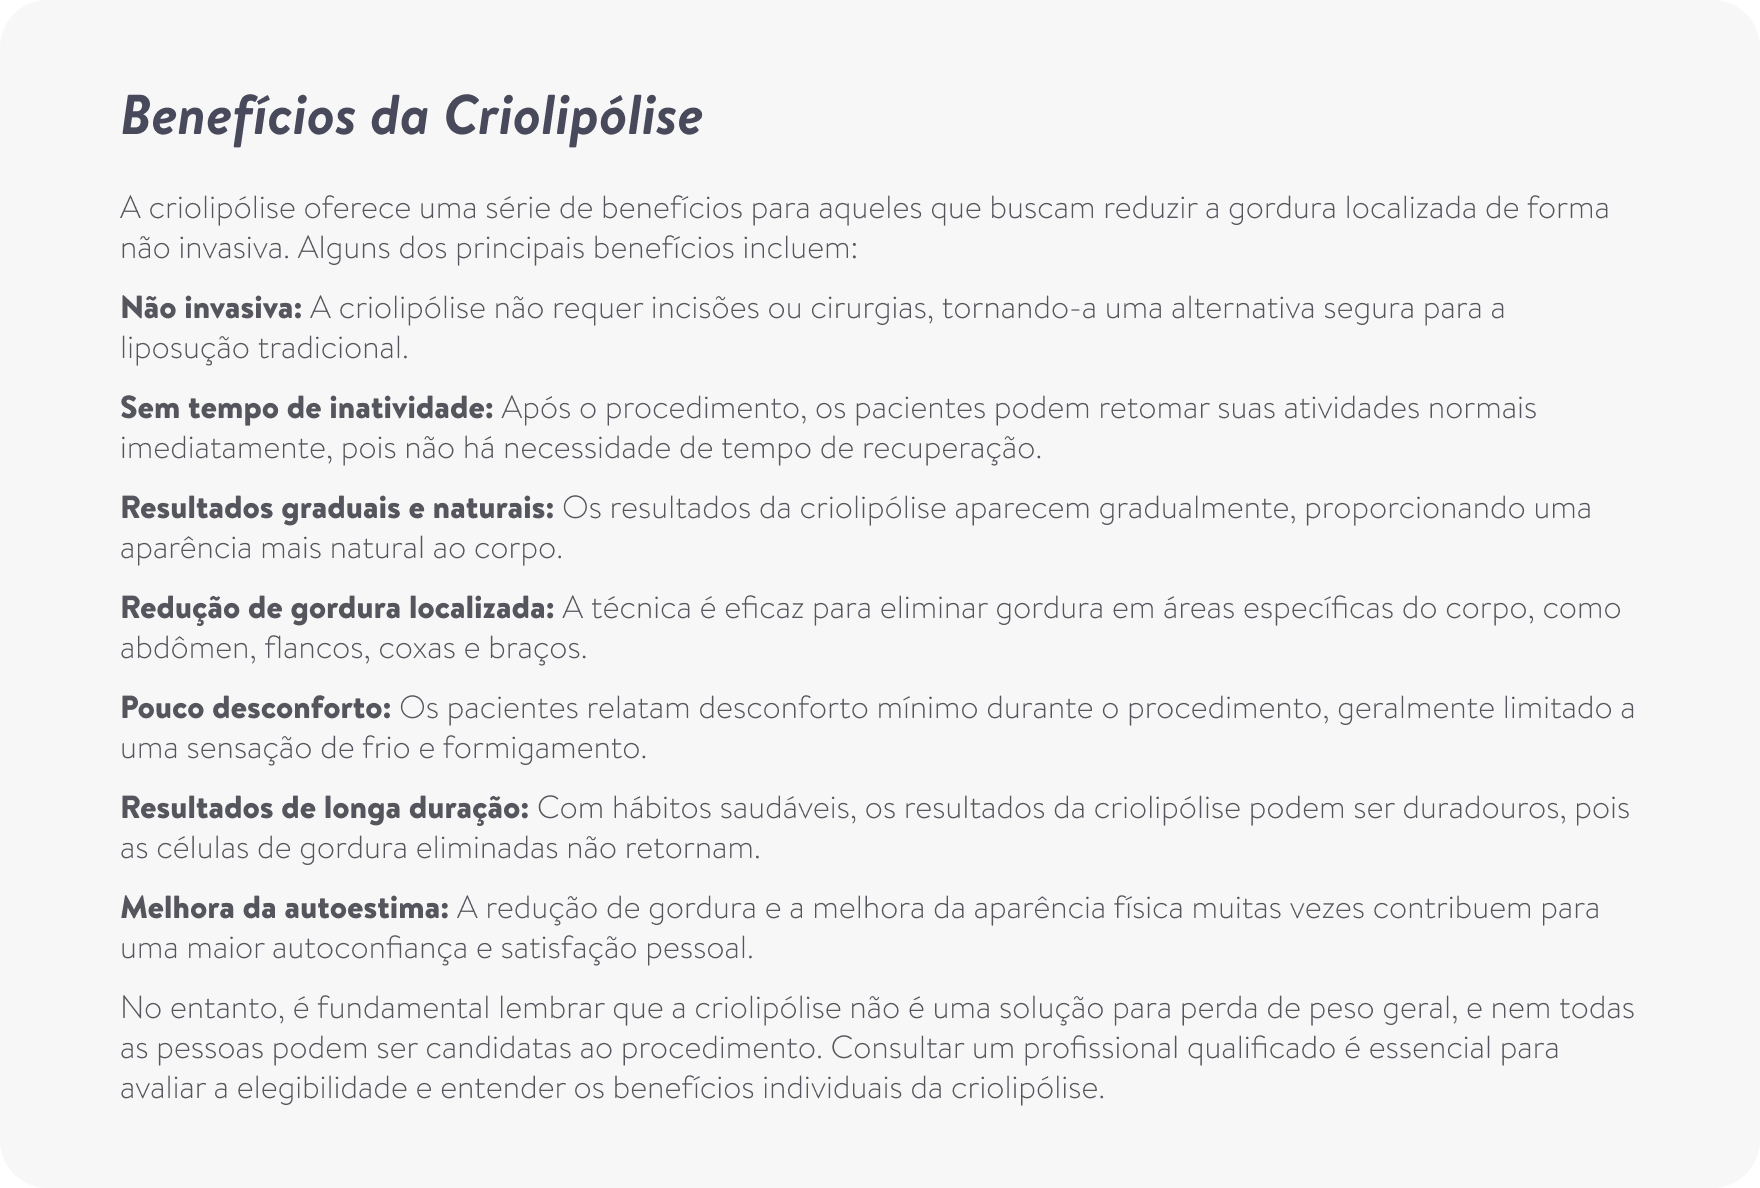 Benefícios da Criolipólise
A criolipólise oferece uma série de benefícios para aqueles que buscam reduzir a gordura localizada de forma
não invasiva. Alguns dos principais benefícios incluem:
Não invasiva: A criolipólise não requer incisões ou cirurgias, tornando-a uma alternativa segura para a
liposução tradicional.
Sem tempo de inatividade: Após o procedimento, os pacientes podem retomar suas atividades normais
imediatamente, pois não há necessidade de tempo de recuperação.
Resultados graduais e naturais: Os resultados da criolipólise aparecem gradualmente, proporcionando uma
aparência mais natural ao corpo.
Redução de gordura localizada: A técnica é eficaz para eliminar gordura em áreas específicas do corpo, como
abdômen, flancos, coxas e braços.
Pouco desconforto: Os pacientes relatam desconforto mínimo durante o procedimento, geralmente limitado a
uma sensação de frio e formigamento.
Resultados de longa duração: Com hábitos saudáveis, os resultados da criolipólise podem ser duradouros, pois
as células de gordura eliminadas não retornam.
Melhora da autoestima: A redução de gordura e a melhora da aparência física muitas vezes contribuem para
uma maior autoconfiança e satisfação pessoal.
No entanto, é fundamental lembrar que a criolipólise não é uma solução para perda de peso geral, e nem todas
as pessoas podem ser candidatas ao procedimento. Consultar um profissional qualificado é essencial para
avaliar a elegibilidade e entender os benefícios individuais da criolipólise.